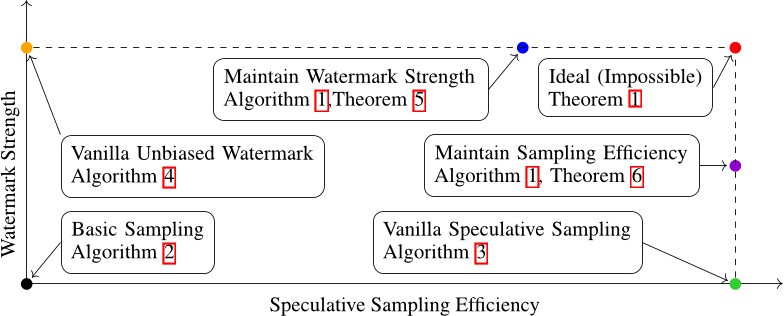 Maintain Watermark Strength
Algorithm 1,Theorem 5
Ideal (Impossible)
Theorem 1
Vanilla Unbiased Watermark
Algorithm 4
Maintain Sampling Efficiency
Algorithm 1, Theorem 6
Basic Sampling
Algorithm 2
Vanilla Speculative Sampling
Algorithm 3
Watermark Strength
Speculative Sampling Efficiency